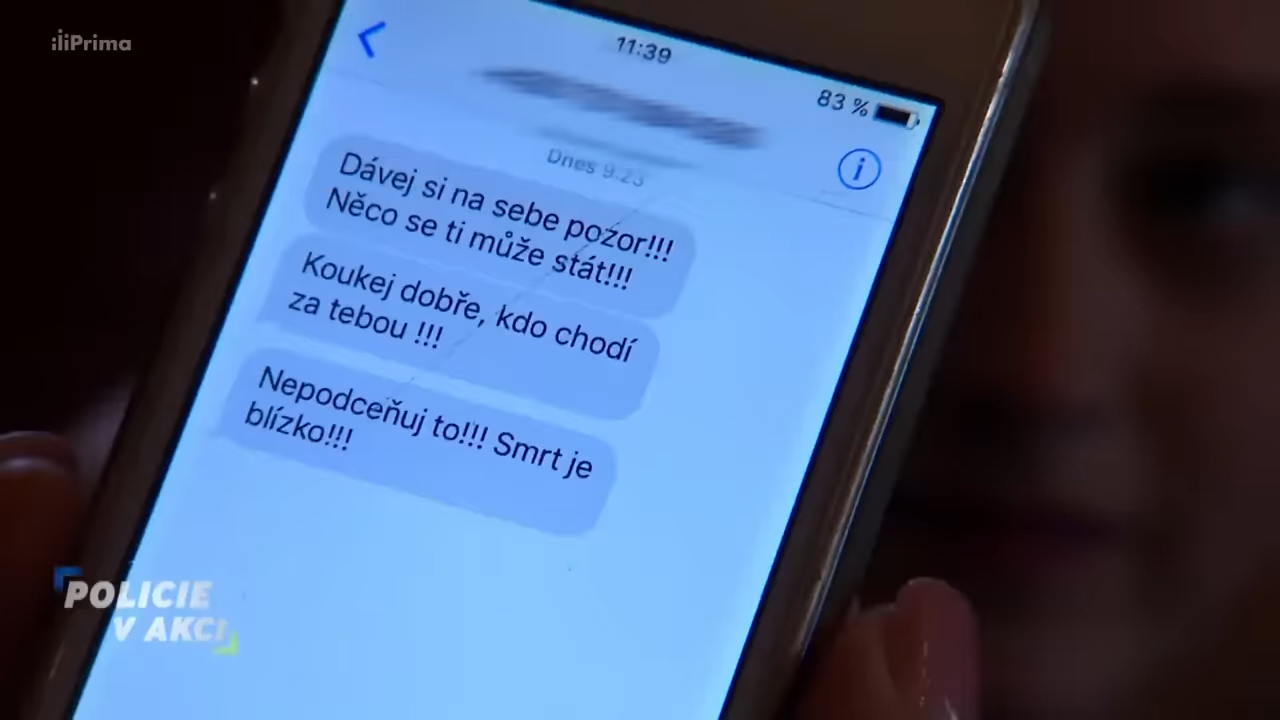 iPrima
11:39
83 %
Dnes 9:23
Dávej si na sebe pozor!!!
Něco se ti může stát!!!
Koukej dobře, kdo chodí
za tebou !!!
Nepodceňuj to!!! Smrt je
blízko!!!
POLICIE
V AKCI